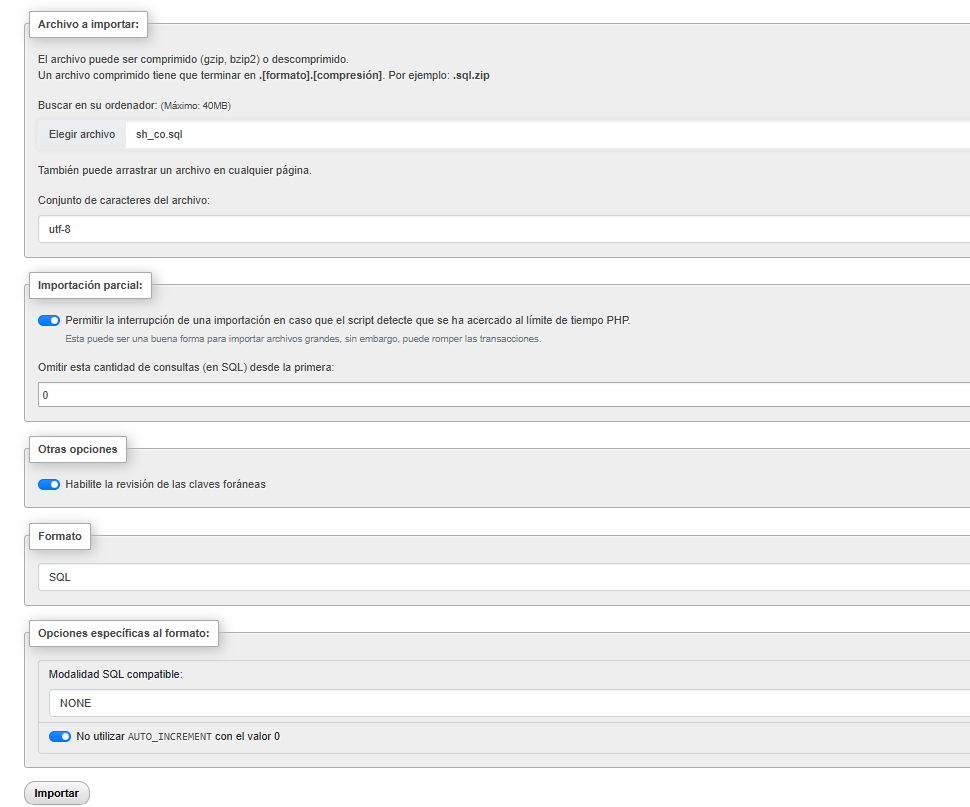 Archivo a importar:
El archivo puede ser comprimido (gzip, bzip2) o descomprimido.
Un archivo comprimido tiene que terminar en .[formato].[compresión]. Por ejemplo: .sql.zip
Buscar en su ordenador: (Máximo: 40MB)
Elegir archivo sh_co.sql
También puede arrastrar un archivo en cualquier página.
Conjunto de caracteres del archivo:
utf-8
Importación parcial:
Permitir la interrupción de una importación en caso que el script detecte que se ha acercado al límite de tiempo PHP.
Esta puede ser una buena forma para importar archivos grandes, sin embargo, puede romper las transacciones.
Omitir esta cantidad de consultas (en SQL) desde la primera:
0
Otras opciones
Habilite la revisión de las claves foráneas
Formato
SQL
Opciones específicas al formato:
Modalidad SQL compatible:
NONE
No utilizar AUTO_INCREMENT con el valor 0
Importar